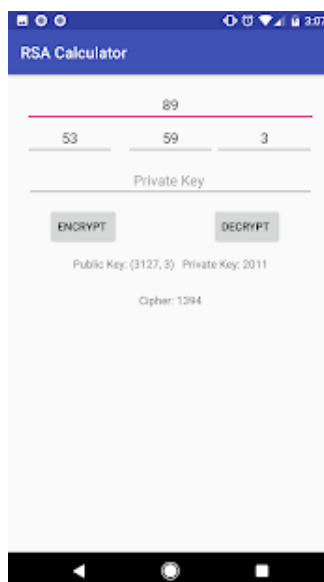 3:07
RSA Calculator
89
53 59 3
Private Key
ENCRYPT DECRYPT
Public Key: (3127, 3) Private Key: 2011
Cipher: 1394